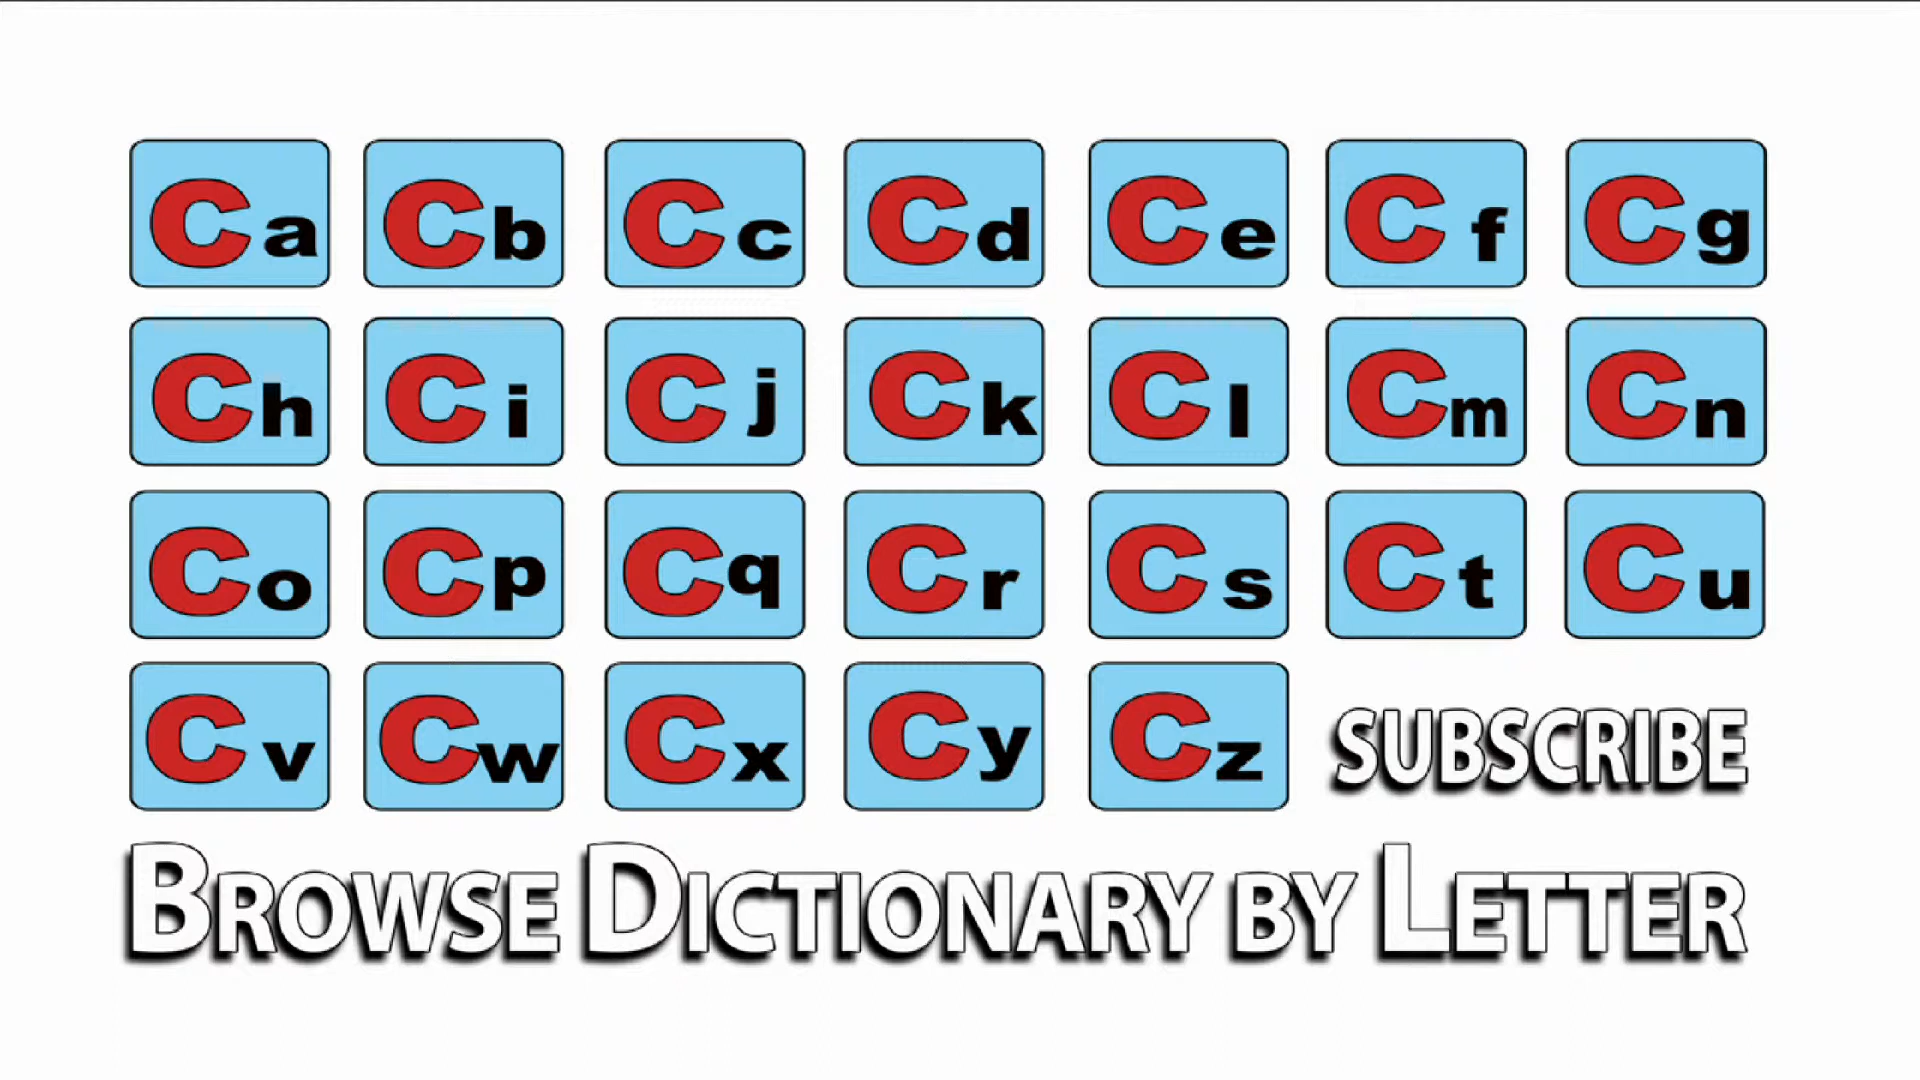 Ca Cb Cc Cd Ce Cf Cg
Ch Ci Cj Ck Cl Cm Cn
Co Cp Cq Cr Cs Ct Cu
Cv Cw Cx Cy Cz SUBSCRIBE
BROWSE DICTIONARY BY LETTER